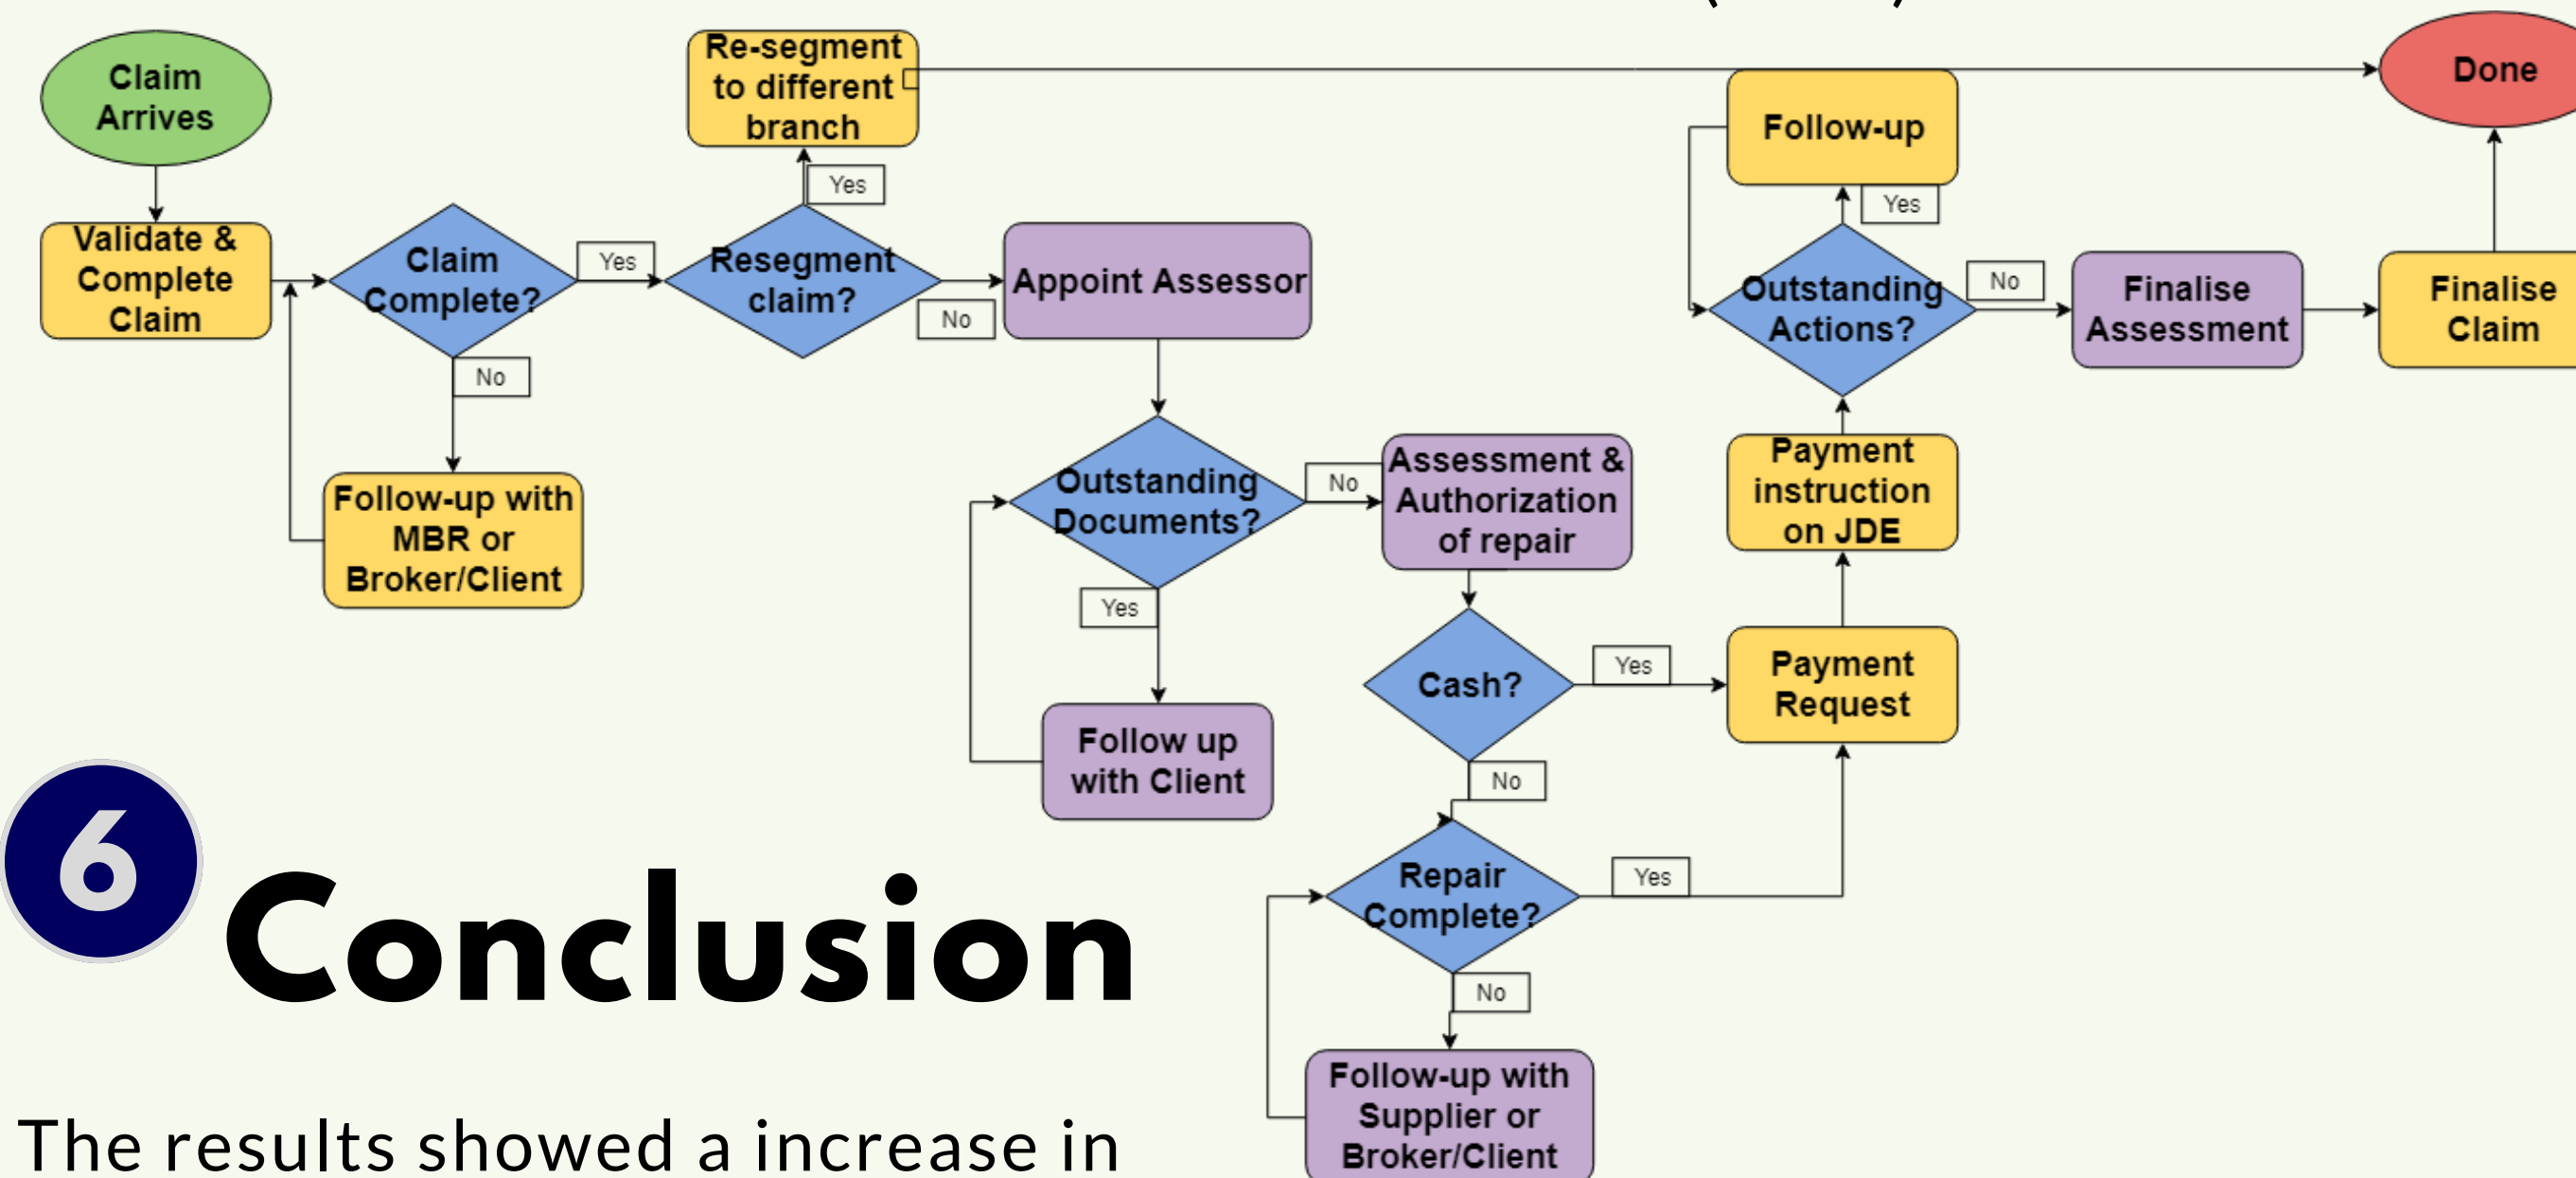 Claim
Arrives
Validate &
Complete
Claim
Claim
Complete?
Yes
No
Follow-up with
MBR or
Broker/Client
Resegment
claim?
Yes
Re-segment
to different
branch
No
Appoint Assessor
Outstanding
Documents?
Yes
Follow up
with Client
No
Assessment &
Authorization
of repair
Cash?
Yes
No
Repair
Complete?
Yes
No
Follow-up with
Supplier or
Broker/Client
Payment
Request
Payment
instruction
on JDE
Outstanding
Actions?
Yes
Follow-up
No
Finalise
Assessment
Finalise
Claim
Done
6
Conclusion
The results showed a increase in